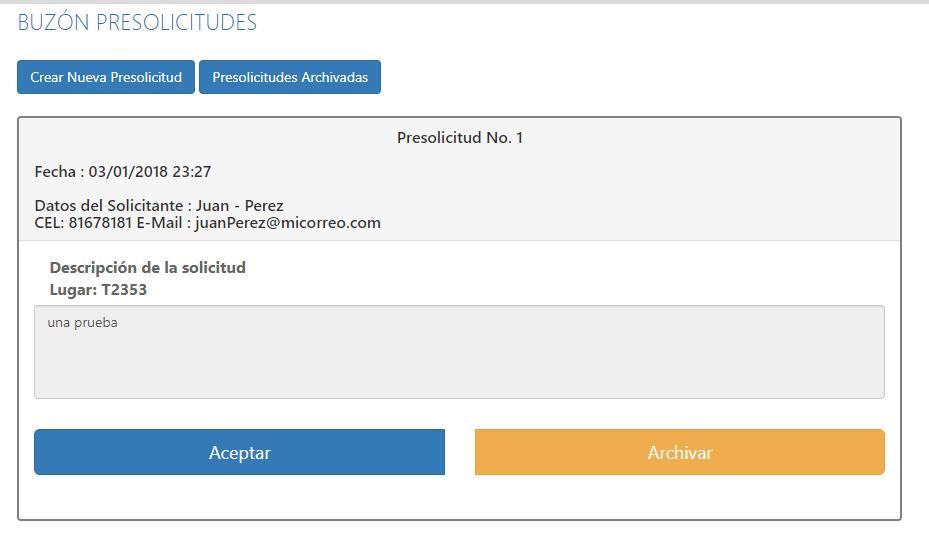 BUZÓN PRESOLICITUDES
Crear Nueva Presolicitud
Presolicitudes Archivadas
Presolicitud No. 1
Fecha : 03/01/2018 23:27
Datos del Solicitante : Juan - Perez
CEL: 81678181 E-Mail : juanPerez@micorreo.com
Descripción de la solicitud
Lugar: T2353
una prueba
Aceptar
Archivar